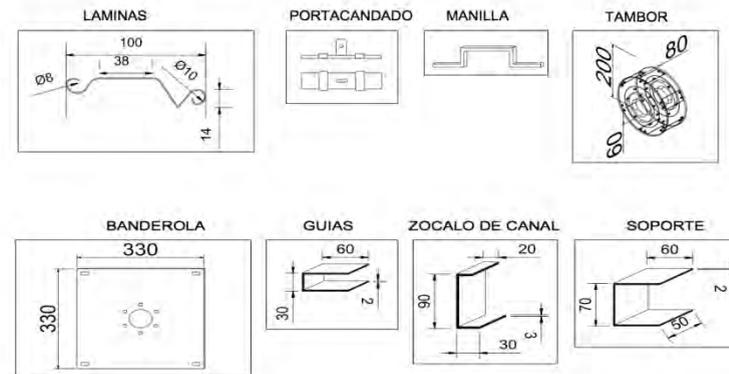 LAMINAS
PORTACANDADO
MANILLA
TAMBOR
100
38
Ø8
Ø10
14
200
80
60
BANDEROLA
GUIAS
ZOCALO DE CANAL
SOPORTE
330
330
60
30
2
20
90
30
3
60
70
50
2